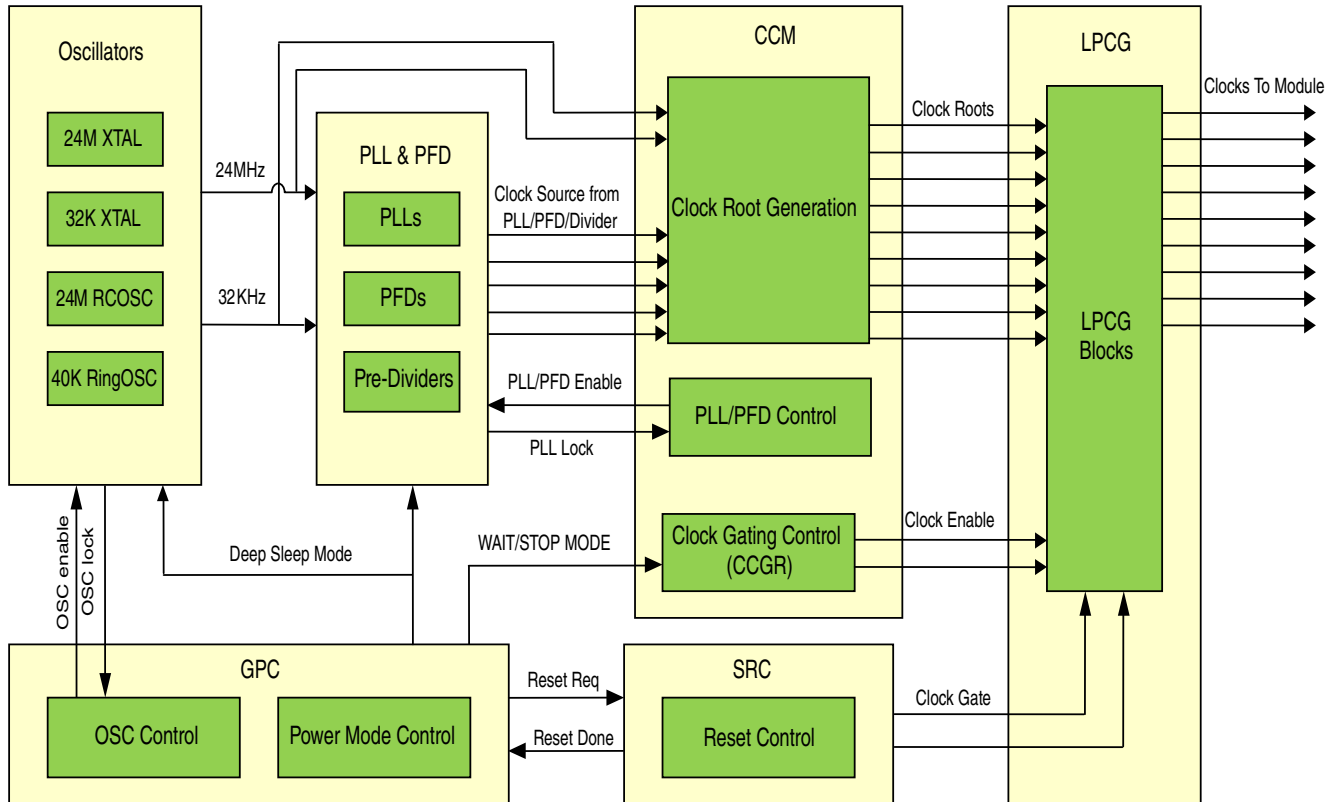 Oscillators
24M XTAL
32K XTAL
24M RCOSC
40K RingOSC
24MHz
32KHz
PLL & PFD
PLLs
PFDs
Pre-Dividers
Clock Source from
PLL/PFD/Divider
PLL/PFD Enable
PLL Lock
CCM
Clock Root Generation
PLL/PFD Control
Clock Gating Control
(CCGR)
Clock Roots
Clock Enable
LPCG
LPCG
Blocks
Clocks To Module
OSC enable
OSC lock
Deep Sleep Mode
WAIT/STOP MODE
GPC
OSC Control
Power Mode Control
Reset Req
Reset Done
SRC
Reset Control
Clock Gate